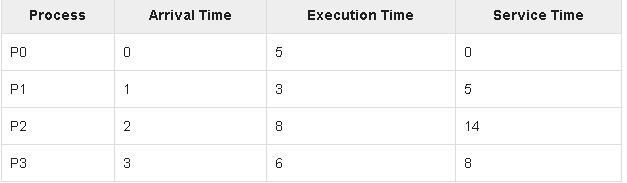 Process Arrival Time Execution Time Service Time
P0 0 5 0
P1 1 3 5
P2 2 8 14
P3 3 6 8